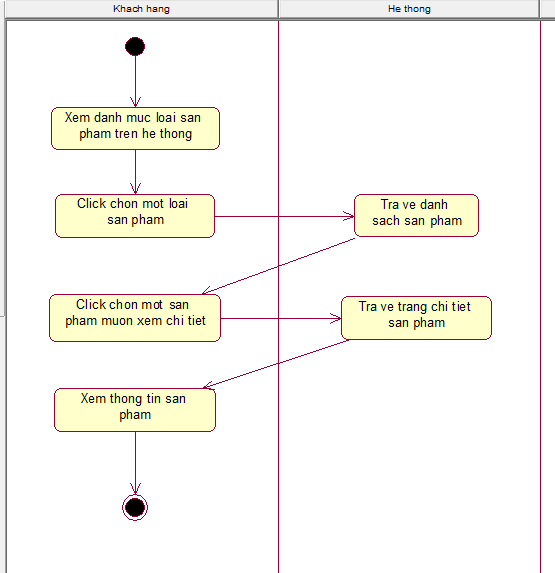 Khach hang
He thong
Xem danh muc loai san
pham tren he thong
Click chon mot loai
san pham
Tra ve danh
sach san pham
Click chon mot san
pham muon xem chi tiet
Tra ve trang chi tiet
san pham
Xem thong tin san
pham